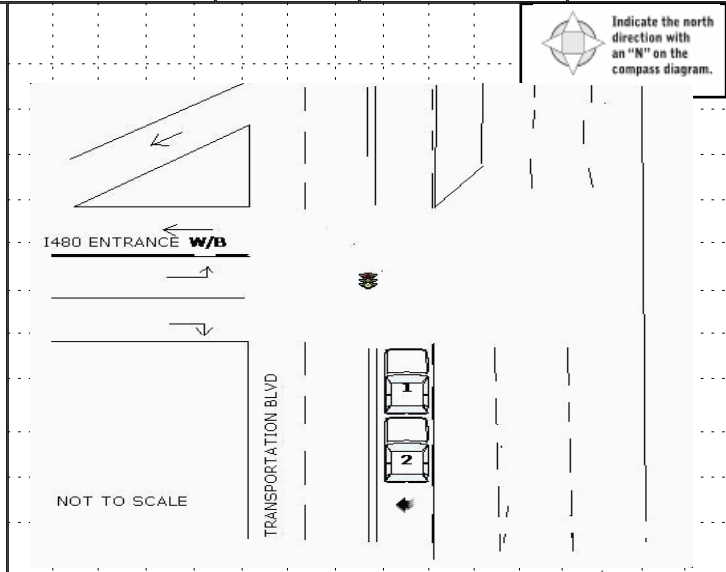 Indicate the north
direction with
an "N" on the
compass diagram.
I480 ENTRANCE W/B
1
2
TRANSPORTATION BLVD
NOT TO SCALE